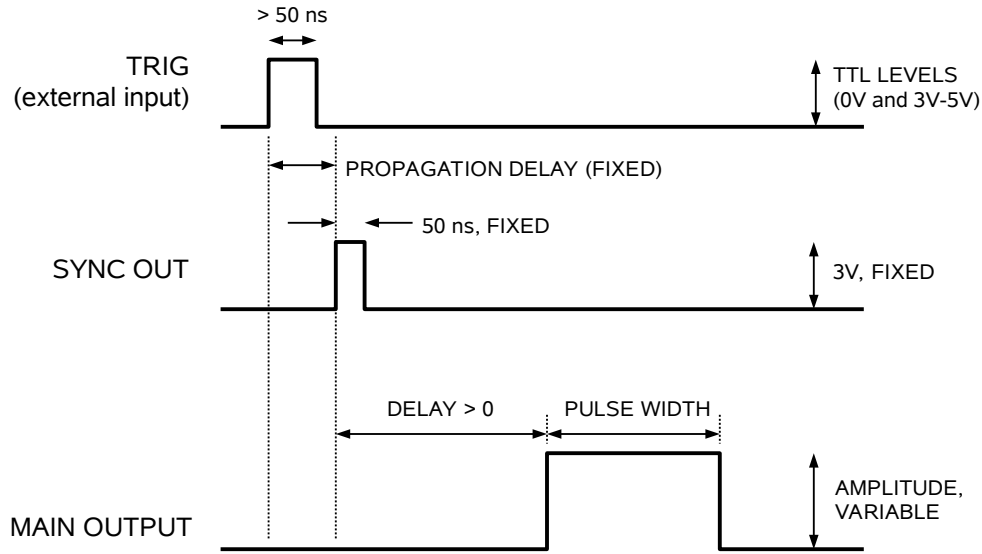 > 50 ns
TRIG
(external input)
TTL LEVELS
(0V and 3V-5V)
PROPAGATION DELAY (FIXED)
50 ns, FIXED
SYNC OUT
3V, FIXED
DELAY > 0
PULSE WIDTH
AMPLITUDE,
VARIABLE
MAIN OUTPUT